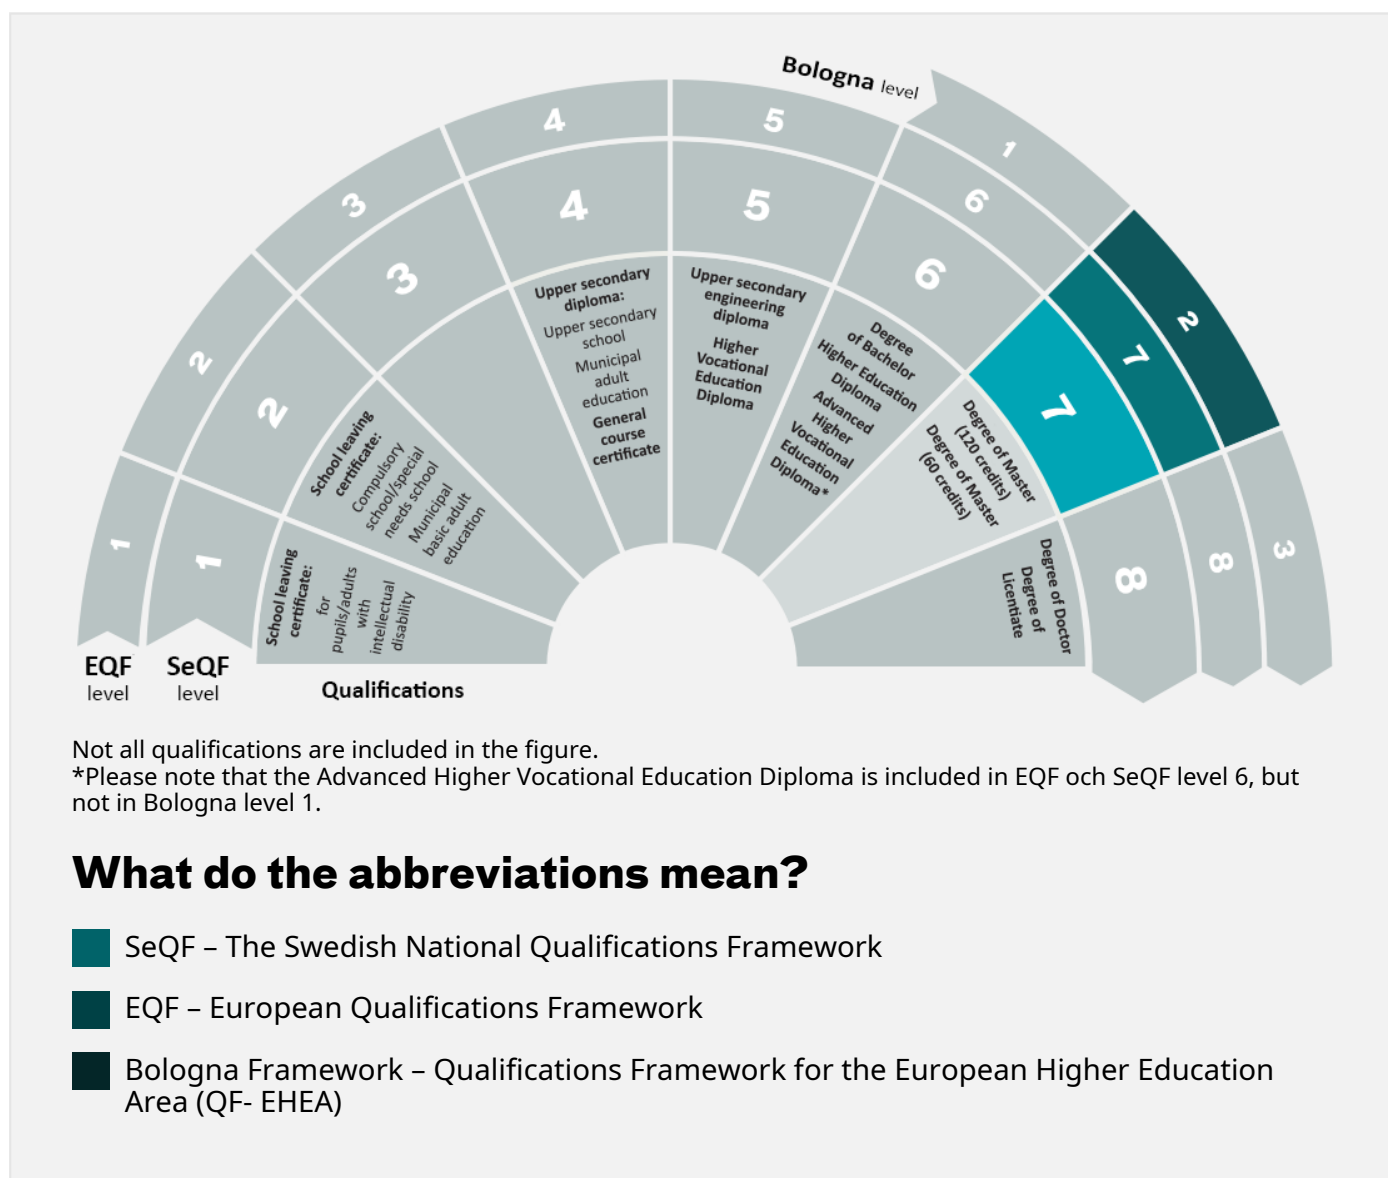 Bologna level
1
2
3
4
5
1
2
3
4
5
6
7
8
1
2
3
4
5
6
7
8
3
2
School leaving
certificate:
for
pupils/adults
with
intellectual
disability
School leaving
certificate:
Compulsory
school/special
needs school
Municipal
basic adult
education
Upper secondary
diploma:
Upper secondary
school
Municipal
adult
education
General
course
certificate
Upper secondary
engineering
diploma
Higher
Vocational
Education
Diploma
Degree
of Bachelor
Higher Education
Diploma
Advanced
Higher
Vocational
Education
Diploma*
Degree of Master
(120 credits)
Degree of Master
(60 credits)
Degree of Doctor
Degree of
Licentiate
EQF
level
SeQF
level
Qualifications
Not all qualifications are included in the figure.
*Please note that the Advanced Higher Vocational Education Diploma is included in EQF och SeQF level 6, but
not in Bologna level 1.
What do the abbreviations mean?
SeQF – The Swedish National Qualifications Framework
EQF – European Qualifications Framework
Bologna Framework – Qualifications Framework for the European Higher Education
Area (QF- EHEA)